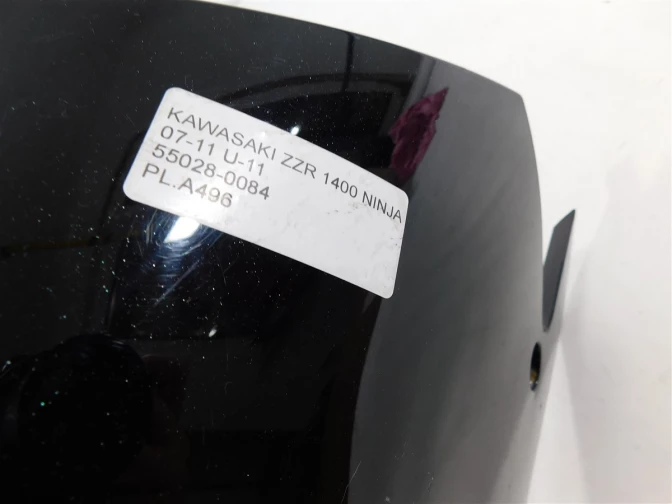 KAWASAKI ZZR 1400 NINJA
07-11 U-11
55028-0084
PL.A496